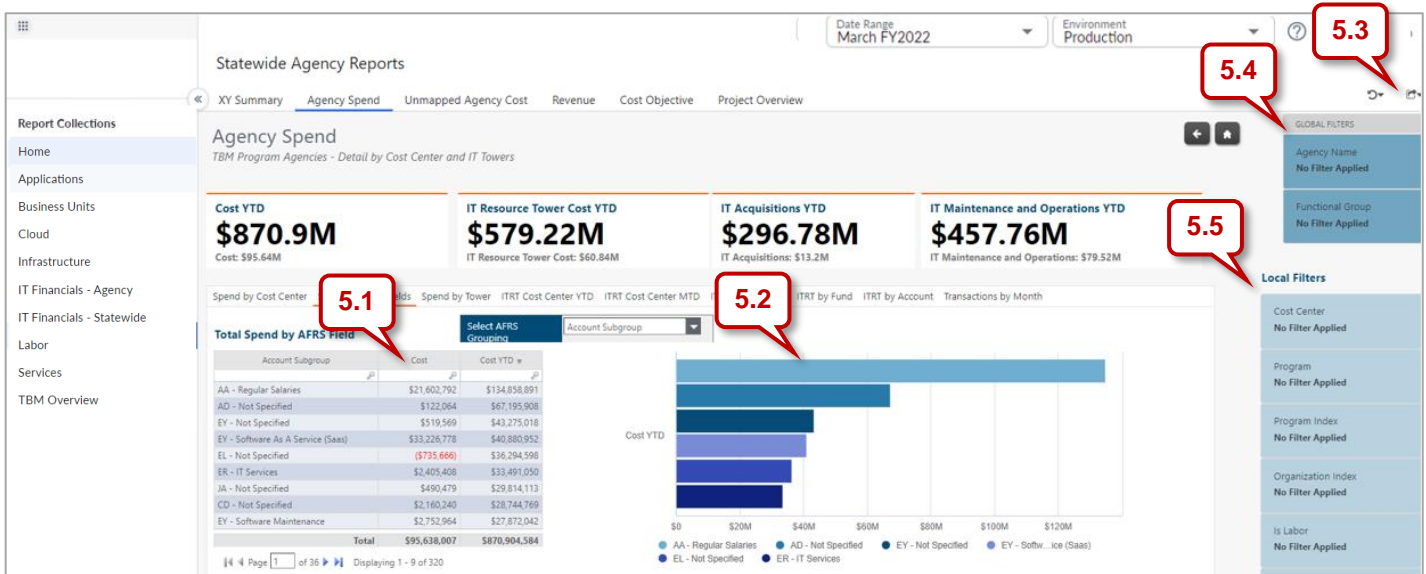 Date Range
March FY2022
Environment
Production
5.3
Statewide Agency Reports
5.4
XY Summary Agency Spend Unmapped Agency Cost Revenue Cost Objective Project Overview
Report Collections
Home
Applications
Business Units
Cloud
Infrastructure
IT Financials - Agency
IT Financials - Statewide
Labor
Services
TBM Overview
Agency Spend
TBM Program Agencies - Detail by Cost Center and IT Towers
GLOBAL FILTERS
Agency Name
No Filter Applied
Functional Group
No Filter Applied
Cost YTD
$870.9M
Cost: $95.64M
IT Resource Tower Cost YTD
$579.22M
IT Resource Tower Cost: $60.84M
IT Acquisitions YTD
$296.78M
IT Acquisitions: $13.2M
IT Maintenance and Operations YTD
$457.76M
IT Maintenance and Operations: $79.52M
5.5
5.1
5.2
Spend by Cost Center Spend by Tower ITRT Cost Center YTD ITRT Cost Center MTD ITRT by Fund ITRT by Account Transactions by Month
Total Spend by AFRS Field
Select AFRS
Grouping
Account Subgroup
Account Subgroup Cost Cost YTD
AA - Regular Salaries $21,602,792 $134,858,891
AD - Not Specified $122,064 $67,195,908
EY - Not Specified $519,569 $43,275,018
EY - Software As A Service (Saas) $33,226,778 $40,880,952
EL - Not Specified ($735,666) $36,294,598
ER - IT Services $2,405,408 $33,491,050
JA - Not Specified $490,479 $29,814,113
CD - Not Specified $2,160,240 $28,744,769
EY - Software Maintenance $2,752,964 $27,872,042
Total $95,638,007 $870,904,584
Page 1 of 36 Displaying 1 - 9 of 320
Cost YTD
$0 $20M $40M $60M $80M $100M $120M
AA - Regular Salaries AD - Not Specified EY - Not Specified EY - Softw...ice (Saas)
EL - Not Specified ER - IT Services
Local Filters
Cost Center
No Filter Applied
Program
No Filter Applied
Program Index
No Filter Applied
Organization Index
No Filter Applied
Is Labor
No Filter Applied